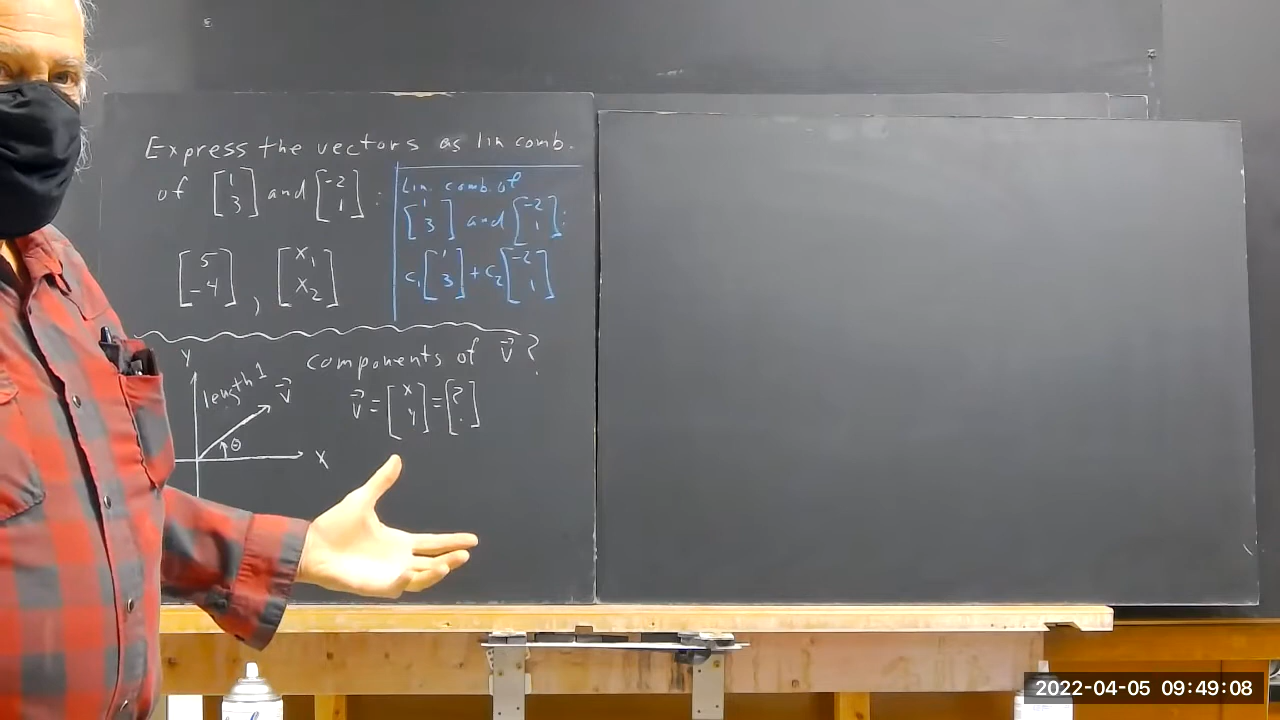 Express the vectors as lin comb.
of [1 3] and [-2 1] :
[5 -4] , [x1 x2]
Lin. comb. of
[1 3] and [-2 1] :
c1 [1 3] + c2 [-2 1]
components of v⃗ ?
v⃗ = [x y] = [? .]
y
length 1
v⃗
θ
x
2022-04-05 09:49:08